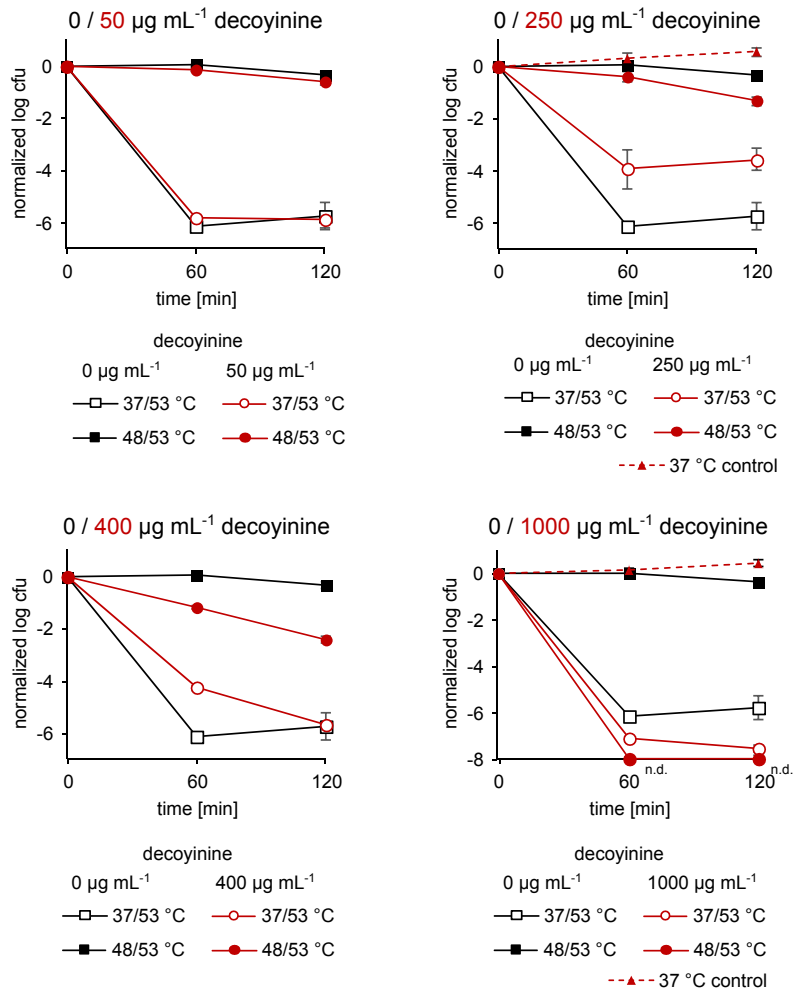 0 / 50 µg mL⁻¹ decoyinine
normalized log cfu
0
-2
-4
-6
0
60
120
time [min]
decoyinine
0 µg mL⁻¹ 50 µg mL⁻¹
37/53 °C 37/53 °C
48/53 °C 48/53 °C
0 / 250 µg mL⁻¹ decoyinine
normalized log cfu
0
-2
-4
-6
0
60
120
time [min]
decoyinine
0 µg mL⁻¹ 250 µg mL⁻¹
37/53 °C 37/53 °C
48/53 °C 48/53 °C
37 °C control
0 / 400 µg mL⁻¹ decoyinine
normalized log cfu
0
-2
-4
-6
0
60
120
time [min]
decoyinine
0 µg mL⁻¹ 400 µg mL⁻¹
37/53 °C 37/53 °C
48/53 °C 48/53 °C
0 / 1000 µg mL⁻¹ decoyinine
normalized log cfu
0
-2
-4
-6
-8
n.d. n.d.
0
60
120
time [min]
decoyinine
0 µg mL⁻¹ 1000 µg mL⁻¹
37/53 °C 37/53 °C
48/53 °C 48/53 °C
37 °C control